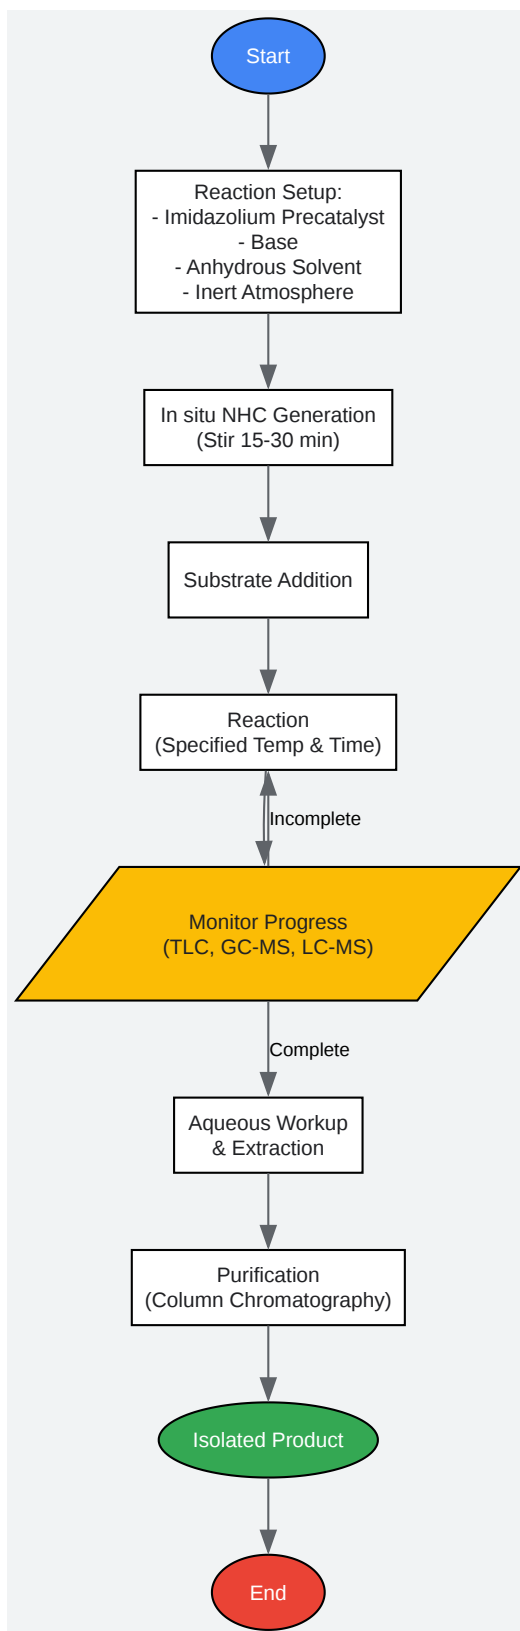 Start
Reaction Setup:
- Imidazolium Precatalyst
- Base
- Anhydrous Solvent
- Inert Atmosphere
In situ NHC Generation
(Stir 15-30 min)
Substrate Addition
Reaction
(Specified Temp & Time)
Incomplete
Monitor Progress
(TLC, GC-MS, LC-MS)
Complete
Aqueous Workup
& Extraction
Purification
(Column Chromatography)
Isolated Product
End